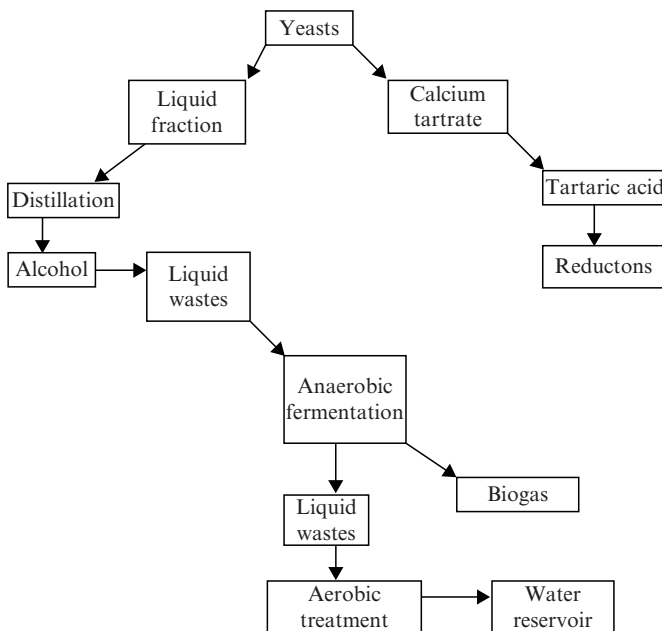 Yeasts
Liquid
fraction
Calcium
tartrate
Distillation
Tartaric acid
Alcohol
Liquid
wastes
Reductons
Anaerobic
fermentation
Biogas
Liquid
wastes
Aerobic
treatment
Water
reservoir